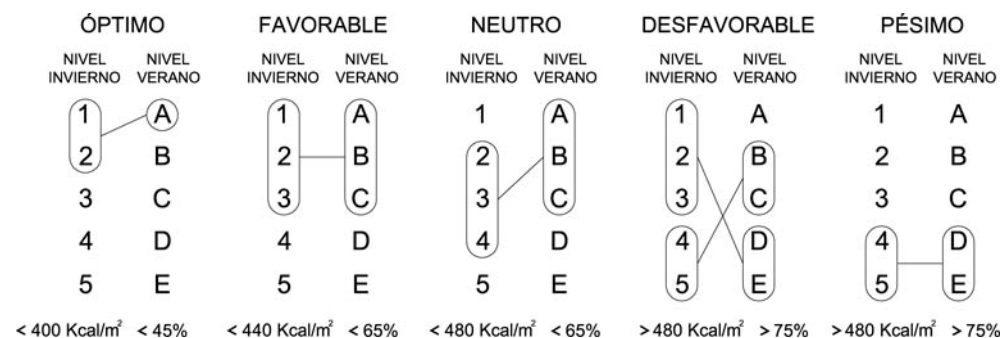 ÓPTIMO FAVORABLE NEUTRO DESFAVORABLE PÉSIMO
NIVEL NIVEL NIVEL NIVEL NIVEL NIVEL NIVEL NIVEL NIVEL NIVEL
INVIERNO VERANO INVIERNO VERANO INVIERNO VERANO INVIERNO VERANO INVIERNO VERANO
1 A 1 A 1 A 1 A 1 A
2 B 2 B 2 B 2 B 2 B
3 C 3 C 3 C 3 C 3 C
4 D 4 D 4 D 4 D 4 D
5 E 5 E 5 E 5 E 5 E
< 400 Kcal/m² < 45% < 440 Kcal/m² < 65% < 480 Kcal/m² < 65% > 480 Kcal/m² > 75% >480 Kcal/m² > 75%